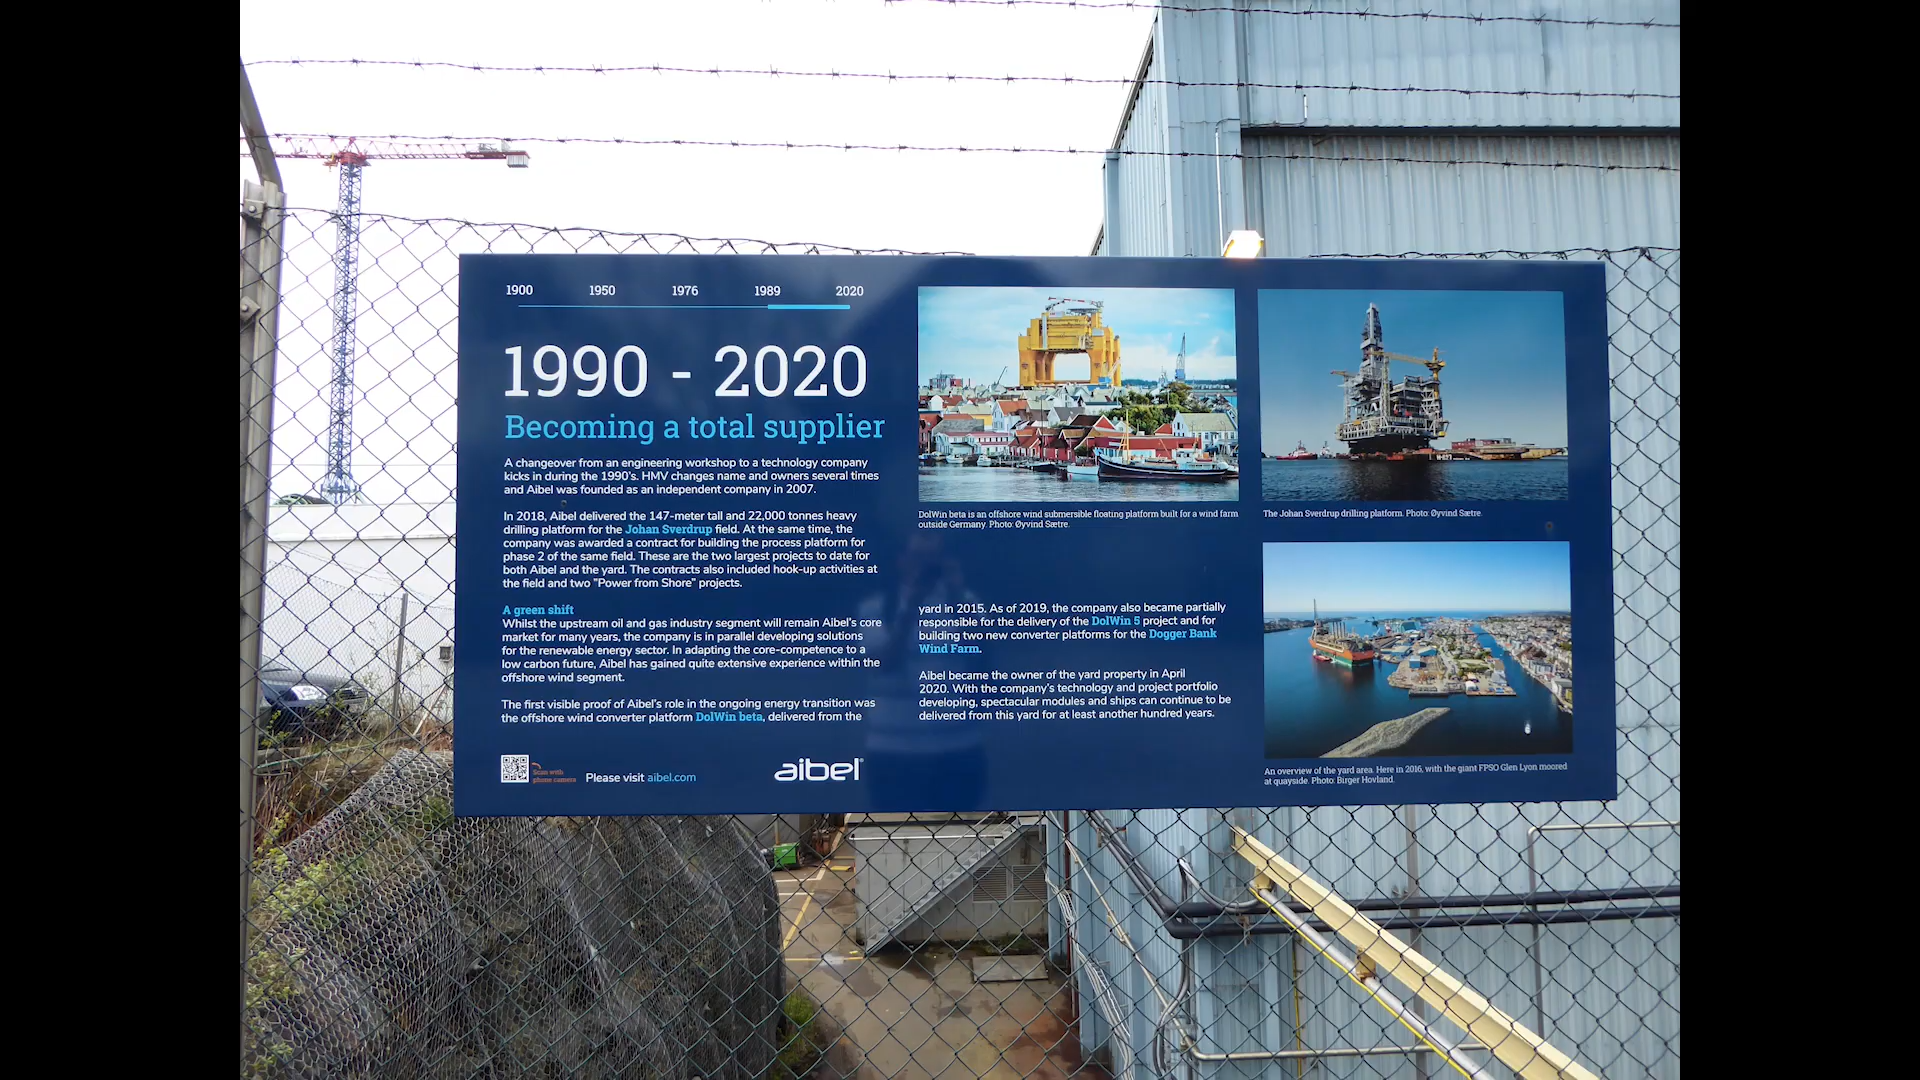 1900 1950 1976 1989 2020
1990 - 2020
Becoming a total supplier
A changeover from an engineering workshop to a technology company
kicks in during the 1990's. HMV changes name and owners several times
and Aibel was founded as an independent company in 2007.
In 2018, Aibel delivered the 147-meter tall and 22,000 tonnes heavy
drilling platform for the Johan Sverdrup field. At the same time, the
company was awarded a contract for building the process platform for
phase 2 of the same field. These are the two largest projects to date for
both Aibel and the yard. The contracts also included hook-up activities at
the field and two "Power from Shore" projects.
A green shift
Whilst the upstream oil and gas industry segment will remain Aibel's core
market for many years, the company is in parallel developing solutions
for the renewable energy sector. In adapting the core-competence to a
low carbon future, Aibel has gained quite extensive experience within the
offshore wind segment.
The first visible proof of Aibel's role in the ongoing energy transition was
the offshore wind converter platform DolWin beta, delivered from the
Scan with
phone camera
Please visit aibel.com
aibel
DolWin beta is an offshore wind submersible floating platform built for a wind farm
outside Germany. Photo: Øyvind Sætre.
yard in 2015. As of 2019, the company also became partially
responsible for the delivery of the DolWin 5 project and for
building two new converter platforms for the Dogger Bank
Wind Farm.
Aibel became the owner of the yard property in April
2020. With the company's technology and project portfolio
developing, spectacular modules and ships can continue to be
delivered from this yard for at least another hundred years.
The Johan Sverdrup drilling platform. Photo: Øyvind Sætre.
An overview of the yard area. Here in 2016, with the giant FPSO Glen Lyon moored
at quayside. Photo: Birger Hovland.